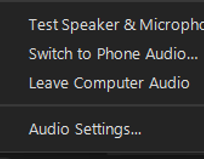 Test Speaker & Micropho
Switch to Phone Audio...
Leave Computer Audio
Audio Settings...